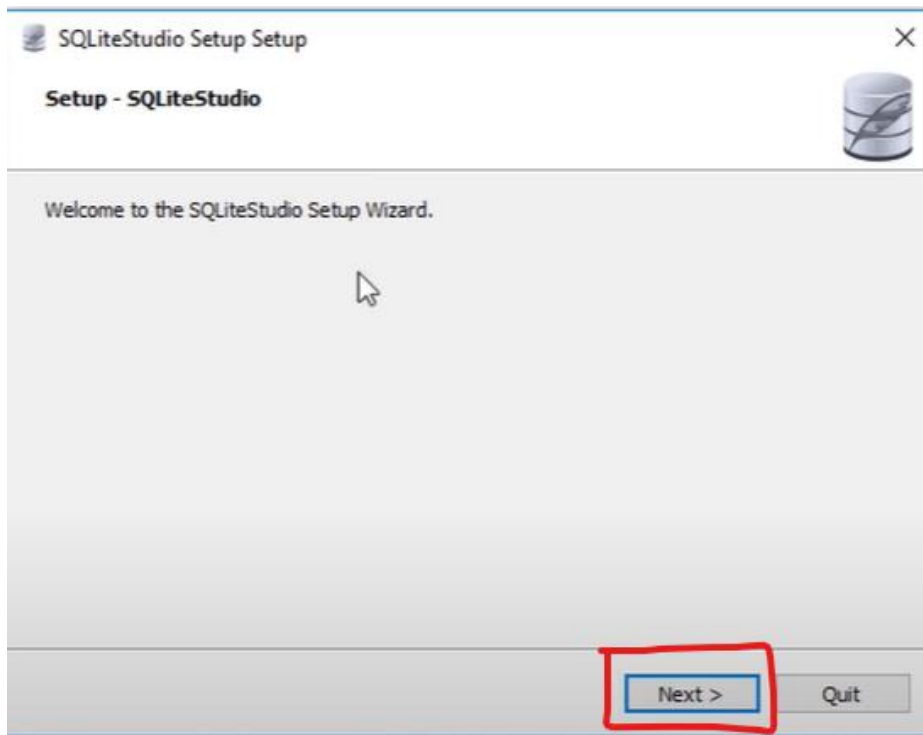 SQLiteStudio Setup Setup
Setup - SQLiteStudio
Welcome to the SQLiteStudio Setup Wizard.
Next >
Quit